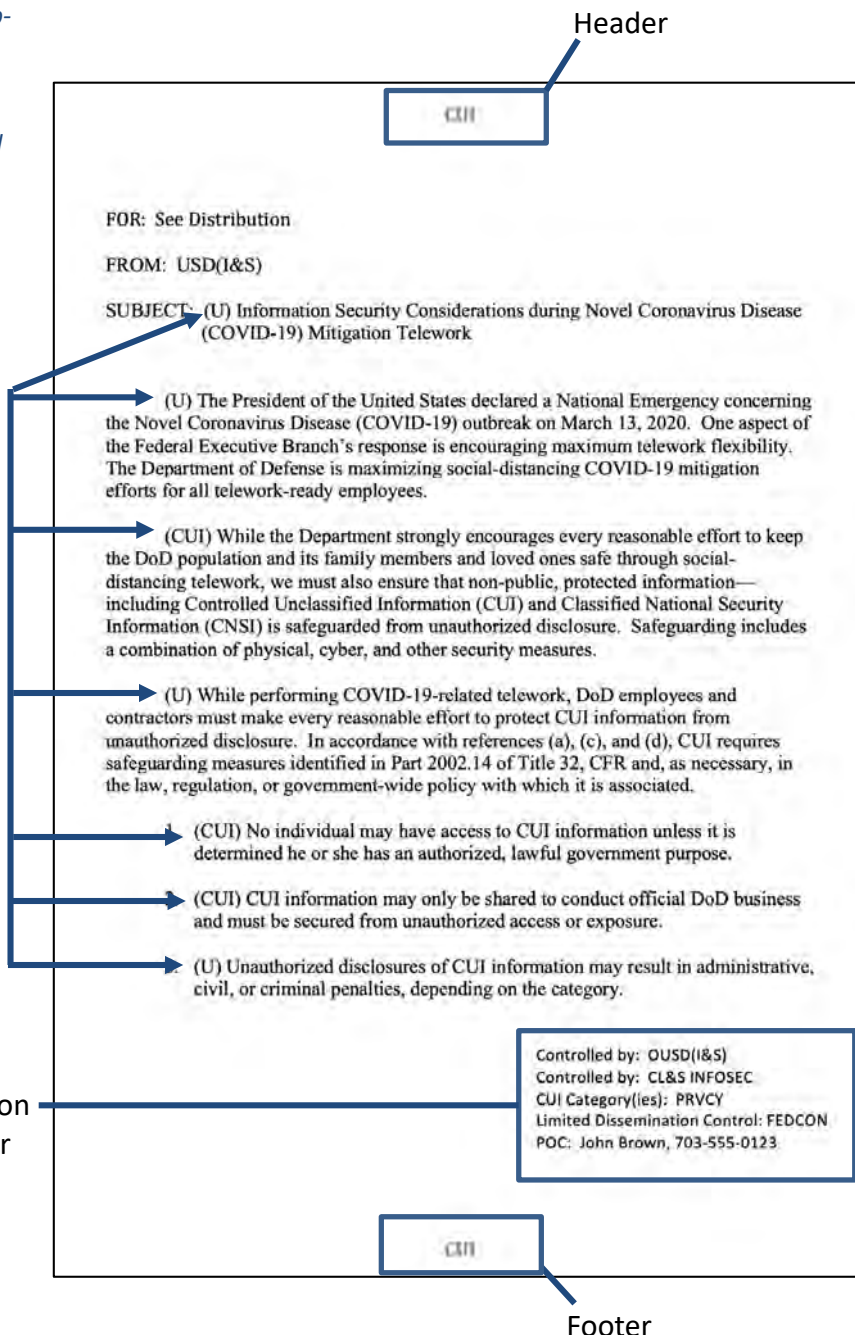 Header
CUI
FOR: See Distribution
FROM: USD(I&S)
SUBJECT: (U) Information Security Considerations during Novel Coronavirus Disease
(COVID-19) Mitigation Telework
(U) The President of the United States declared a National Emergency concerning
the Novel Coronavirus Disease (COVID-19) outbreak on March 13, 2020. One aspect of
the Federal Executive Branch's response is encouraging maximum telework flexibility.
The Department of Defense is maximizing social-distancing COVID-19 mitigation
efforts for all telework-ready employees.
(CUI) While the Department strongly encourages every reasonable effort to keep
the DoD population and its family members and loved ones safe through social-
distancing telework, we must also ensure that non-public, protected information—
including Controlled Unclassified Information (CUI) and Classified National Security
Information (CNSI) is safeguarded from unauthorized disclosure. Safeguarding includes
a combination of physical, cyber, and other security measures.
(U) While performing COVID-19-related telework, DoD employees and
contractors must make every reasonable effort to protect CUI information from
unauthorized disclosure. In accordance with references (a), (c), and (d), CUI requires
safeguarding measures identified in Part 2002.14 of Title 32, CFR and, as necessary, in
the law, regulation, or government-wide policy with which it is associated.
(CUI) No individual may have access to CUI information unless it is
determined he or she has an authorized, lawful government purpose.
(CUI) CUI information may only be shared to conduct official DoD business
and must be secured from unauthorized access or exposure.
(U) Unauthorized disclosures of CUI information may result in administrative,
civil, or criminal penalties, depending on the category.
on
r
Controlled by: OUSD(I&S)
Controlled by: CL&S INFOSEC
CUI Category(ies): PRVCY
Limited Dissemination Control: FEDCON
POC: John Brown, 703-555-0123
CUI
Footer